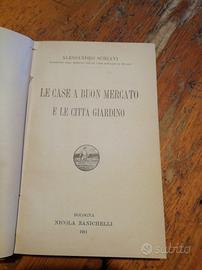 ALESSANDRO SCHIAVI
LE CASE A BUON MERCATO
E LE CITTÀ GIARDINO
BOLOGNA
NICOLA ZANICHELLI
1911
subito